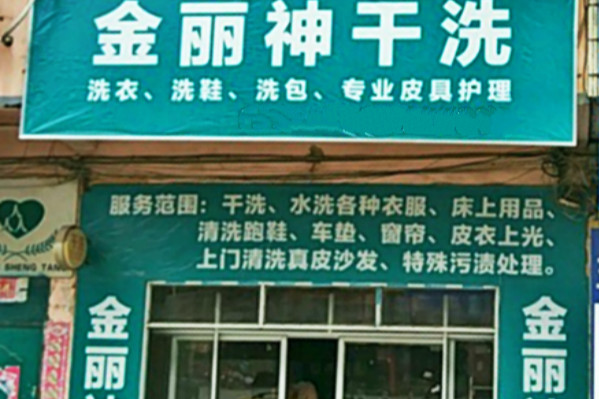 金丽神干洗
洗衣、洗鞋、洗包、专业皮具护理
服务范围：干洗、水洗各种衣服、床上用品、
清洗跑鞋、车垫、窗帘、皮衣上光、
上门清洗真皮沙发、特殊污渍处理。
SHENG TANG
金丽神
金丽